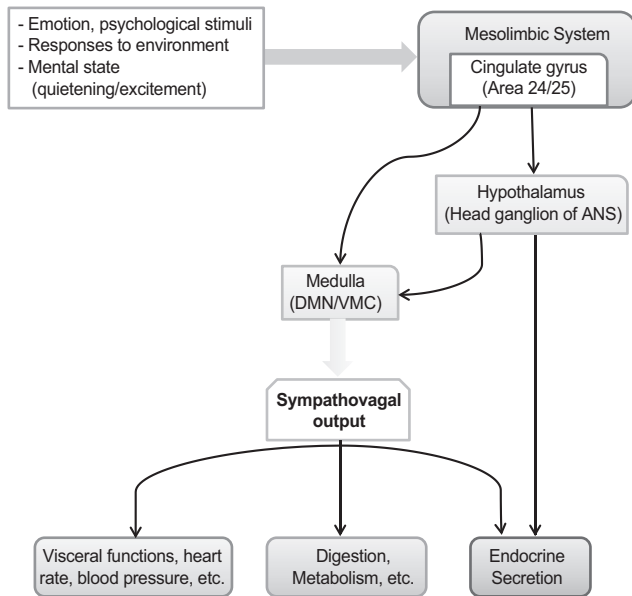 - Emotion, psychological stimuli
- Responses to environment
- Mental state
(quietening/excitement)
Mesolimbic System
Cingulate gyrus
(Area 24/25)
Hypothalamus
(Head ganglion of ANS)
Medulla
(DMN/VMC)
Sympathovagal
output
Visceral functions, heart
rate, blood pressure, etc.
Digestion,
Metabolism, etc.
Endocrine
Secretion